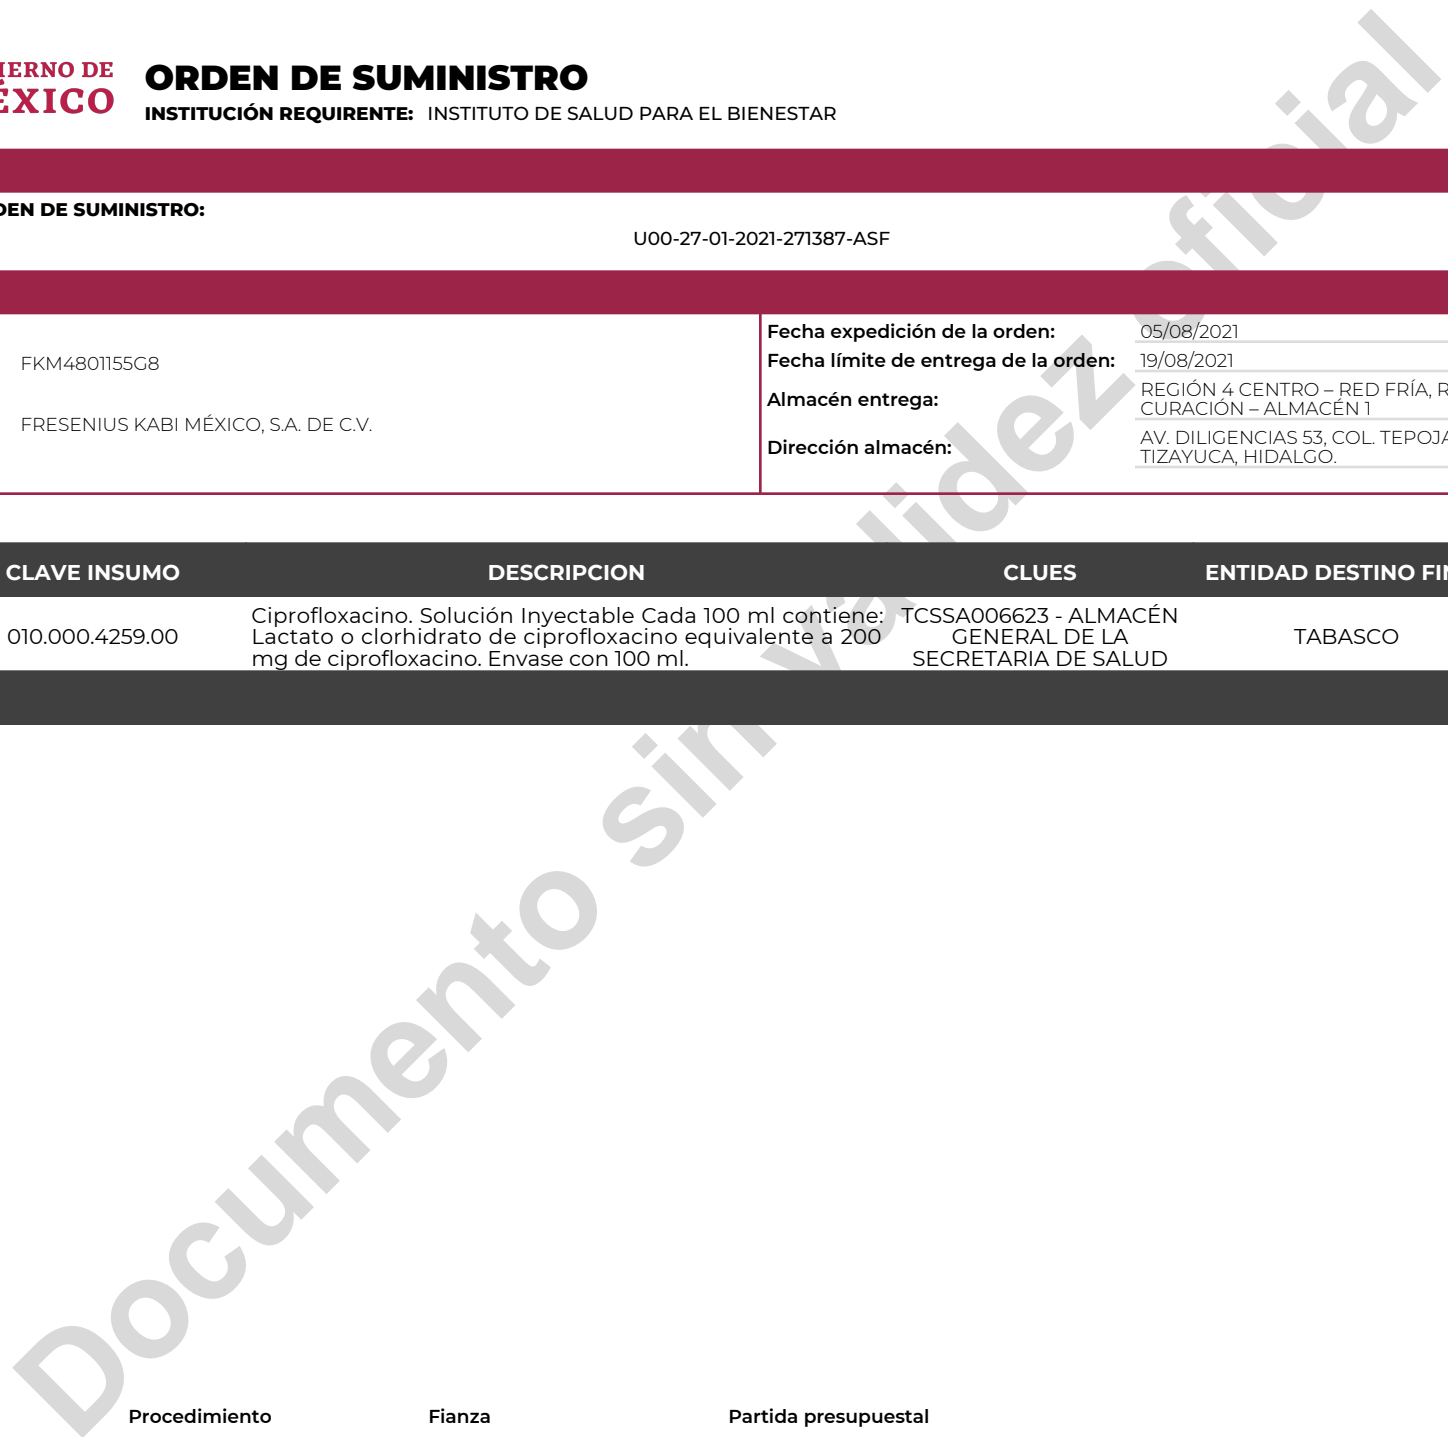 IERNO DE
ÉXICO
ORDEN DE SUMINISTRO
INSTITUCIÓN REQUIRENTE: INSTITUTO DE SALUD PARA EL BIENESTAR
DEN DE SUMINISTRO:
U00-27-01-2021-271387-ASF
FKM4801155G8
FRESENIUS KABI MÉXICO, S.A. DE C.V.
Fecha expedición de la orden: 05/08/2021
Fecha límite de entrega de la orden: 19/08/2021
Almacén entrega: REGIÓN 4 CENTRO – RED FRÍA, R
CURACIÓN – ALMACÉN 1
Dirección almacén: AV. DILIGENCIAS 53, COL. TEPOJA
TIZAYUCA, HIDALGO.
CLAVE INSUMO DESCRIPCION CLUES ENTIDAD DESTINO FIN
010.000.4259.00
Ciprofloxacino. Solución Inyectable Cada 100 ml contiene:
Lactato o clorhidrato de ciprofloxacino equivalente a 200
mg de ciprofloxacino. Envase con 100 ml.
TCSSA006623 - ALMACÉN
GENERAL DE LA
SECRETARIA DE SALUD
TABASCO
Documento sin validez oficial
Procedimiento Fianza Partida presupuestal